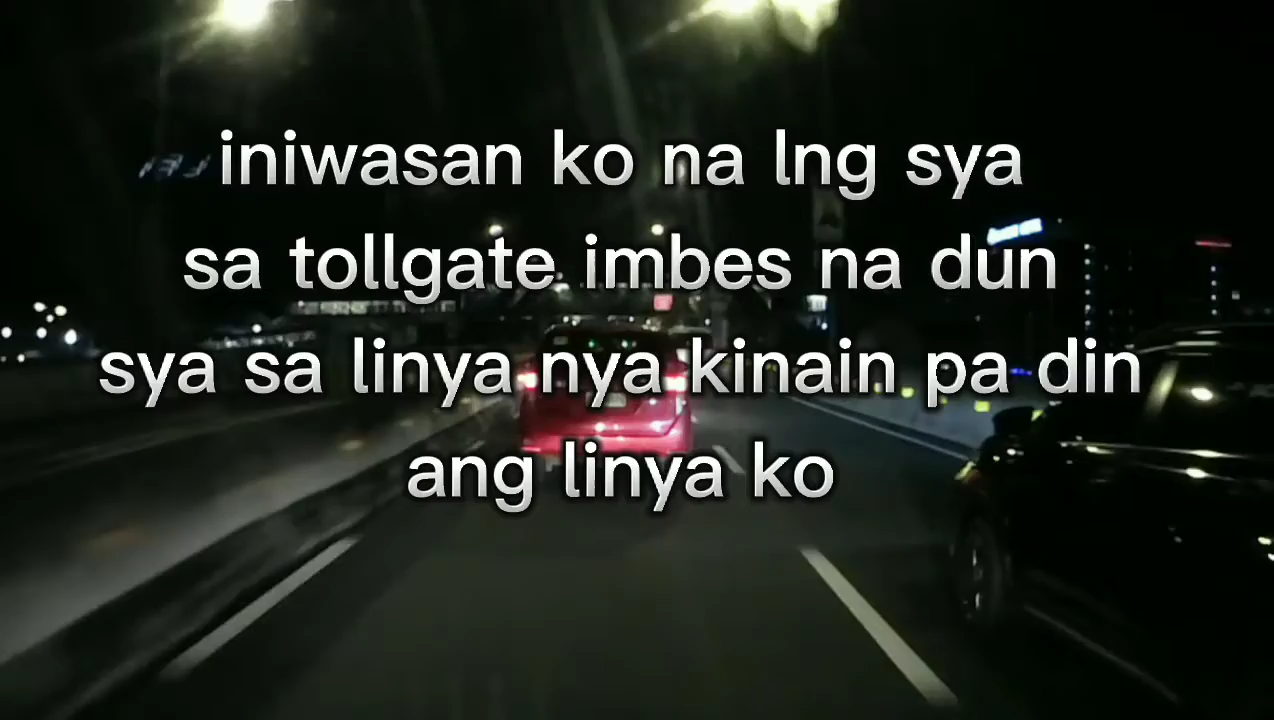 iniwasan ko na lng sya
sa tollgate imbes na dun
sya sa linya nya kinain pa din
ang linya ko